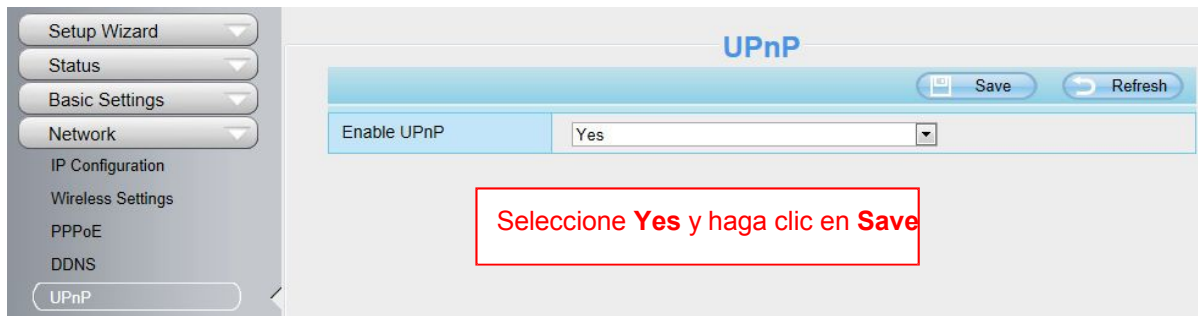 Setup Wizard
Status
Basic Settings
Network
IP Configuration
Wireless Settings
PPPoE
DDNS
UPnP
UPnP
Save Refresh
Enable UPnP Yes
Seleccione Yes y haga clic en Save